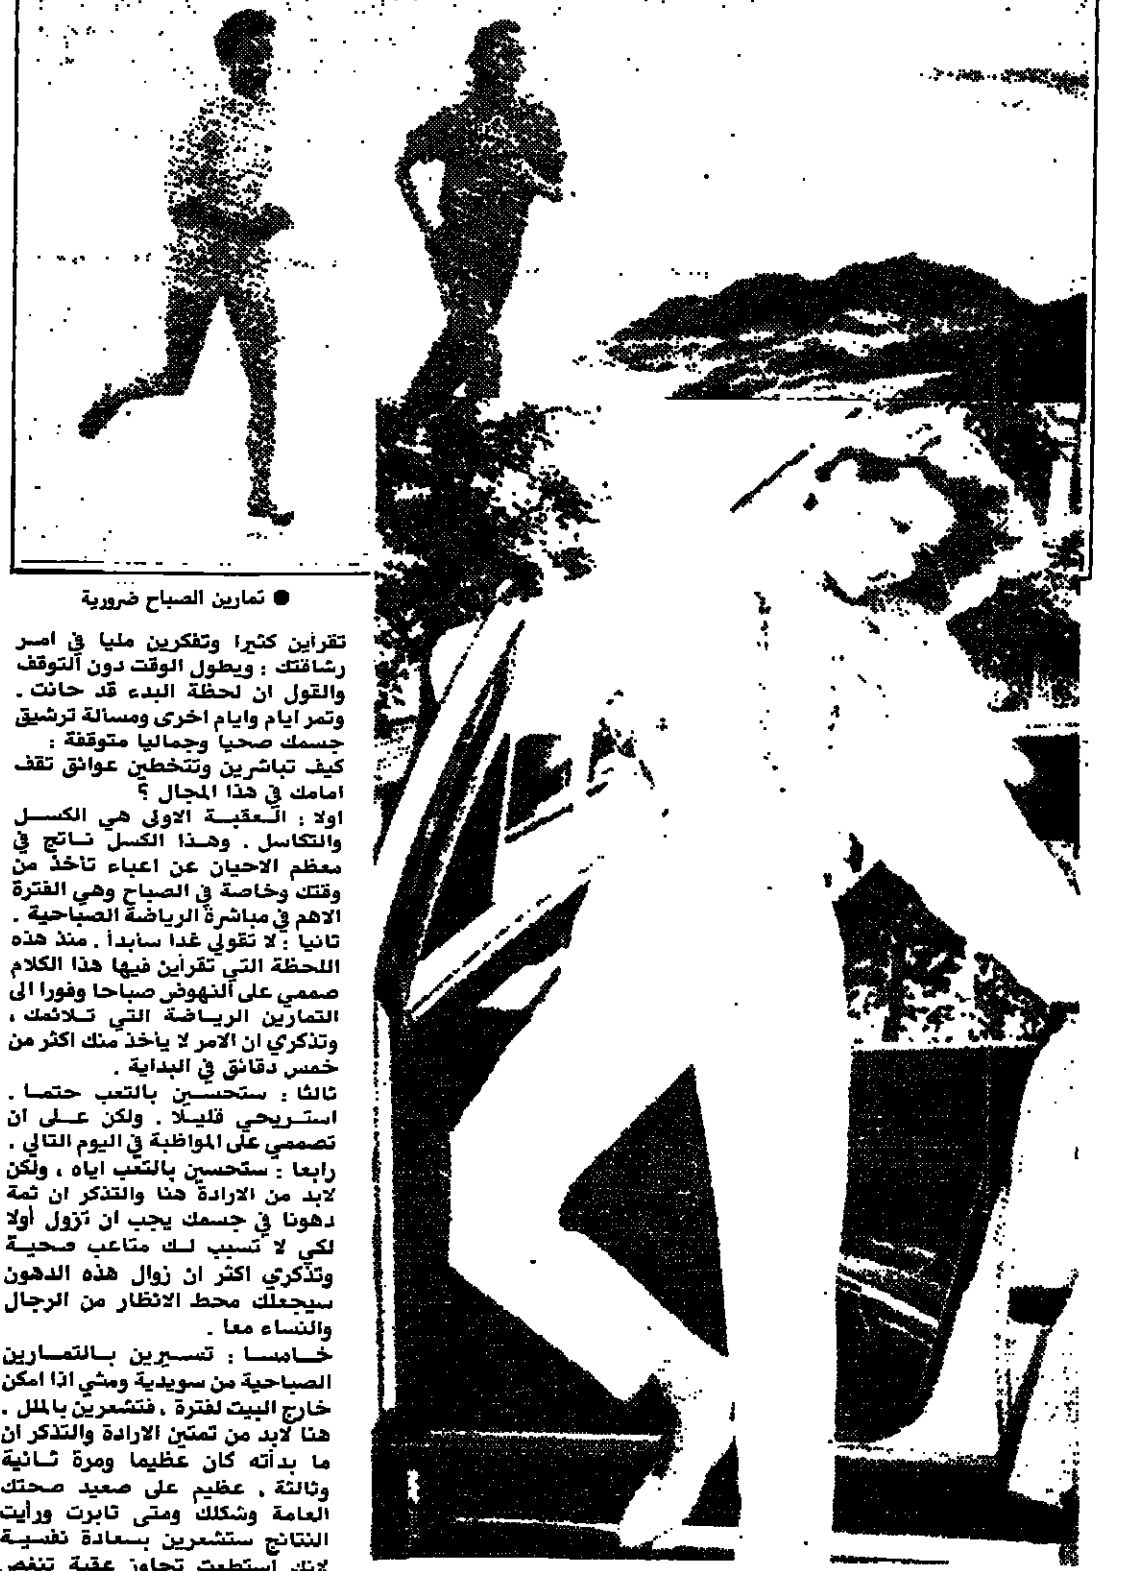 ● تمارين الصباح ضرورية
تقرأين كثيرا وتفكرين مليا في امر
رشاقتك : ويطول الوقت دون التوقف
والقول ان لحظة البدء قد حانت .
وتمر ايام وايام اخرى ومسألة ترشيق
جسمك صحيا وجماليا متوقفة :
كيف تباشرين وتتخطين عوائق تقف
امامك في هذا المجال ؟
اولا : العقبة الاولى هي الكسل
والتكاسل . وهذا الكسل ناتج في
معظم الاحيان عن اعباء تأخذ من
وقتك وخاصة في الصباح وهي الفترة
الاهم في مباشرة الرياضة الصباحية .
ثانيا : لا تقولي غدا سأبدأ . منذ هذه
اللحظة التي تقرأين فيها هذا الكلام
صممي على النهوض صباحا وفورا الى
التمارين الرياضة التي تلائمك ،
وتذكري ان الامر لا يأخذ منك اكثر من
خمس دقائق في البداية .
ثالثا : ستحسين بالتعب حتما .
استريحي قليلا . ولكن على ان
تصممي على المواظبة في اليوم التالي .
رابعا : ستحسين بالتعب اياه ، ولكن
لابد من الارادة هنا والتذكر ان ثمة
دهونا في جسمك يجب ان تزول أولا
لكي لا تسبب لك متاعب صحية
وتذكري اكثر ان زوال هذه الدهون
سيجعلك محط الانظار من الرجال
والنساء معا .
خامسا : تسيرين بالتمارين
الصباحية من سويدية ومشي اذا امكن
خارج البيت لفترة ، فتشعرين بالملل .
هنا لابد من تمتين الارادة والتذكر ان
ما بدأته كان عظيما ومرة ثانية
وثالثة ، عظيم على صعيد صحتك
العامة وشكلك ومتى ثابرت ورأيت
النتائج ستشعرين بسعادة نفسية
لانك استطعت تجاوز عقبة تنغص